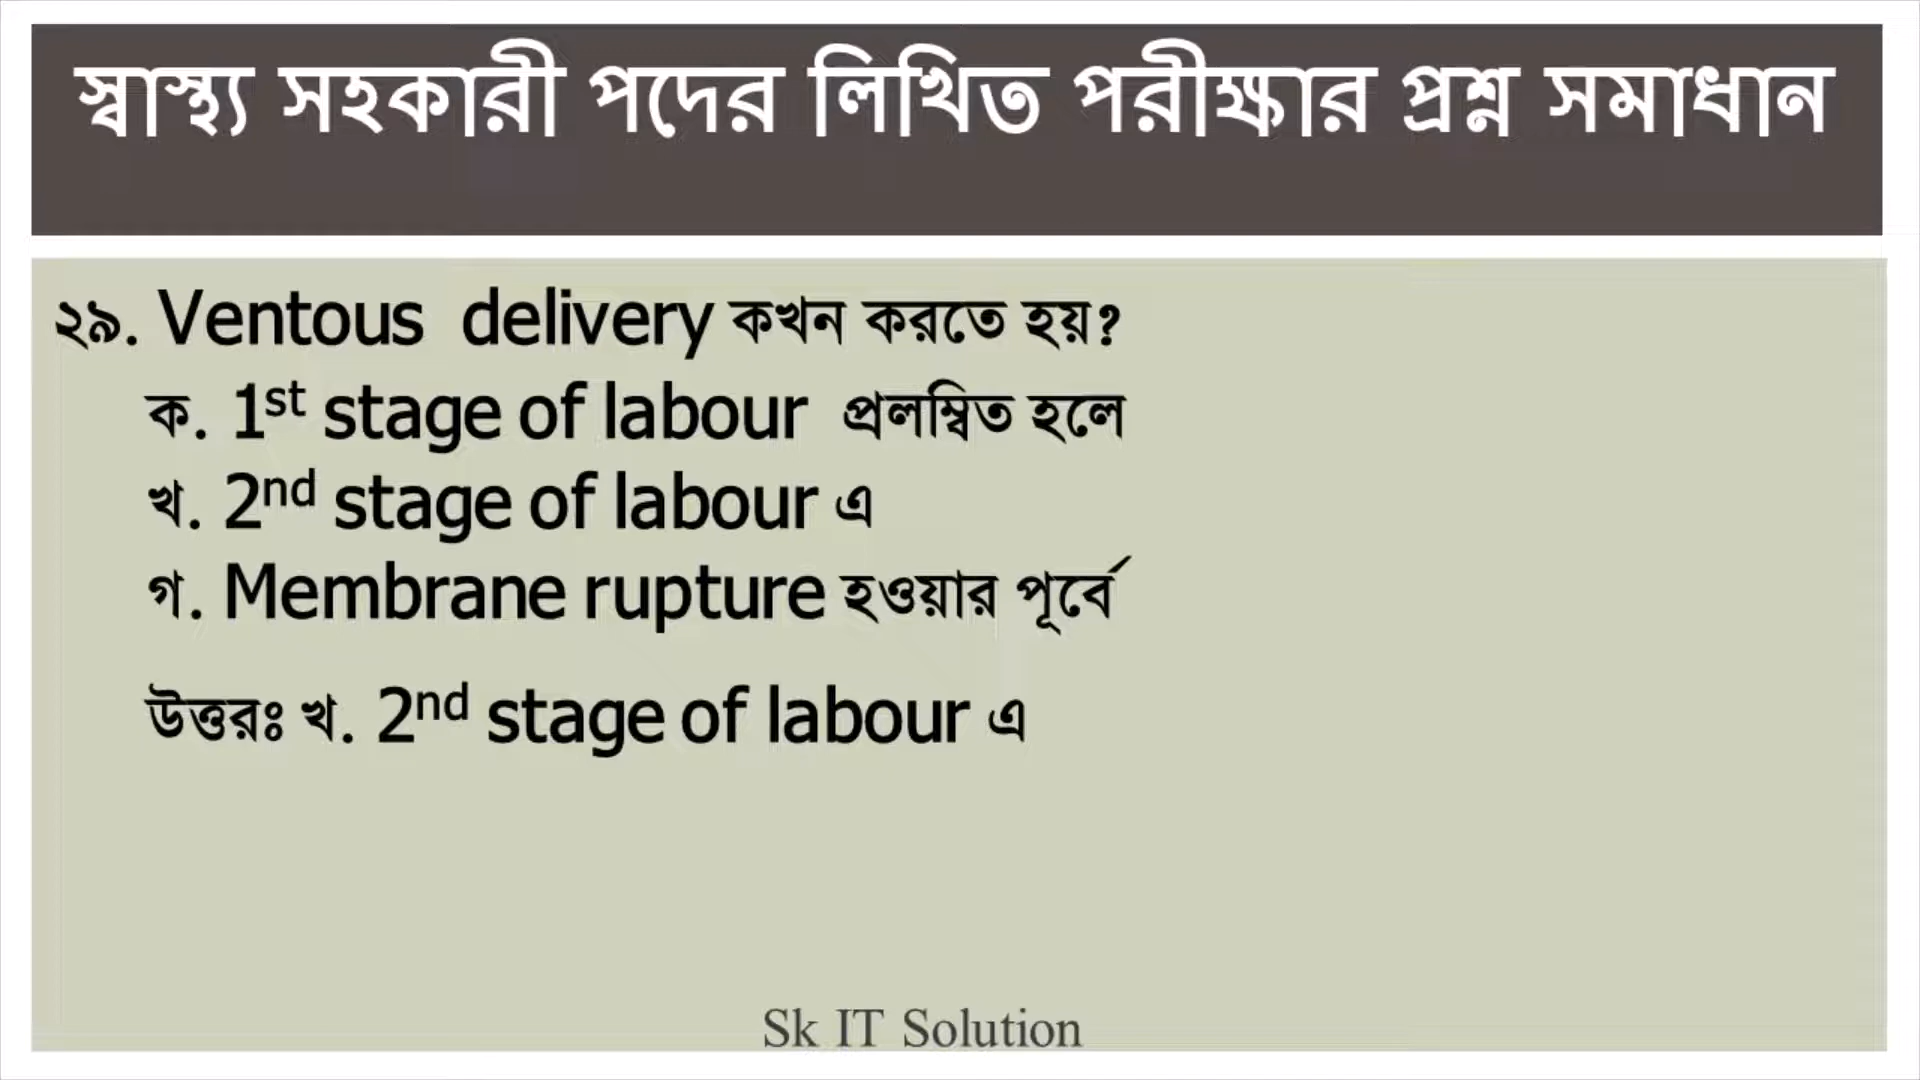 স্বাস্থ্য সহকারী পদের লিখিত পরীক্ষার প্রশ্ন সমাধান
২৯. Ventous delivery কখন করতে হয়?
ক. 1st stage of labour প্রলম্বিত হলে
খ. 2nd stage of labour এ
গ. Membrane rupture হওয়ার পূর্বে
উত্তরঃ খ. 2nd stage of labour এ
Sk IT Solution